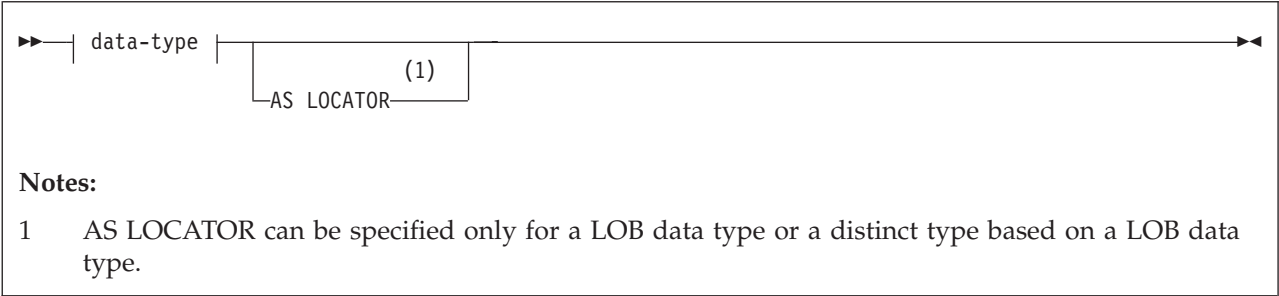 data-type
(1)
AS LOCATOR
Notes:
1 AS LOCATOR can be specified only for a LOB data type or a distinct type based on a LOB data
type.